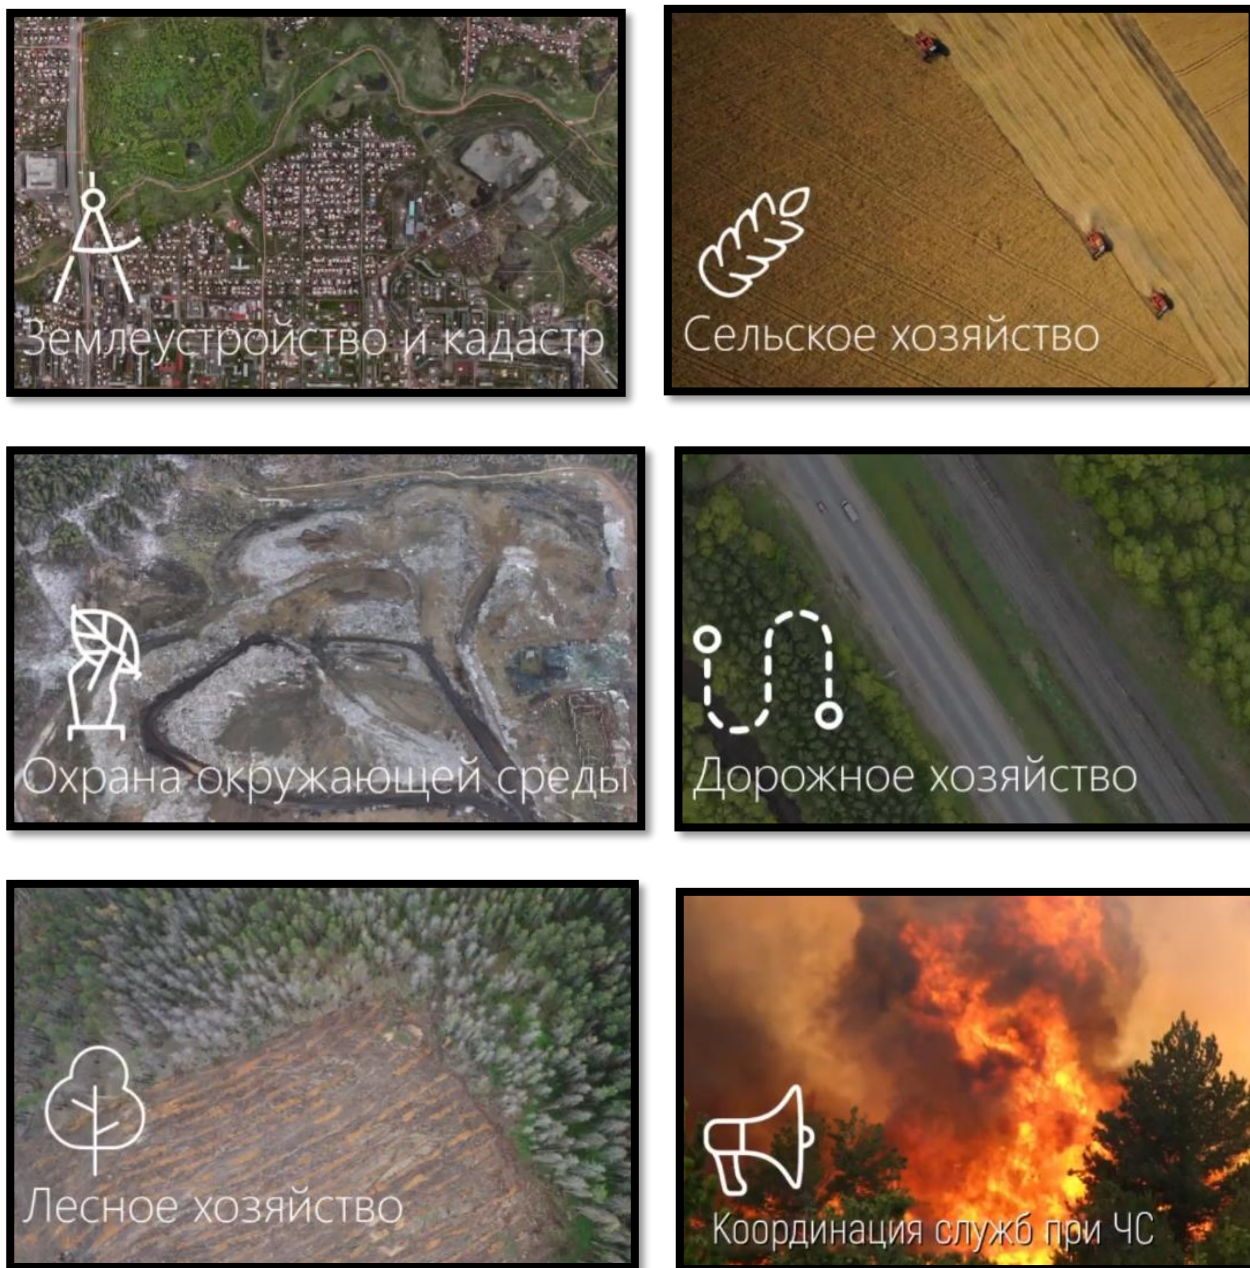 Землеустройство и кадастр
Сельское хозяйство
Охрана окружающей среды
Дорожное хозяйство
Лесное хозяйство
Координация служб при ЧС